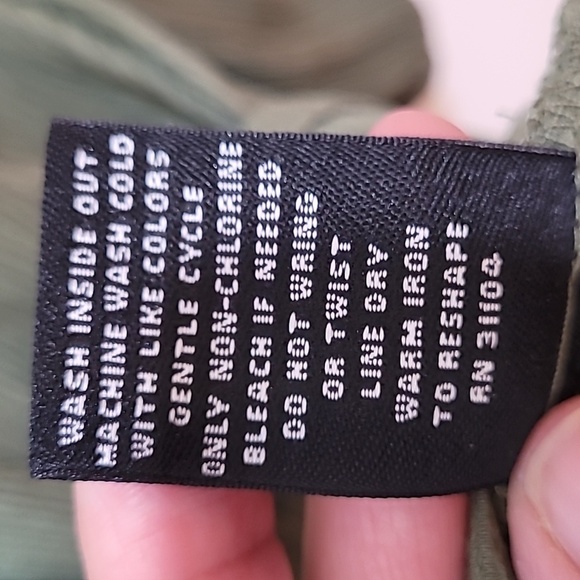 WASH INSIDE OUT
MACHINE WASH COLD
WITH LIKE COLORS
GENTLE CYCLE
ONLY NON-CHLORINE
BLEACH IF NEEDED
DO NOT WRING
OR TWIST
LINE DRY
WARM IRON
TO RESHAPE
RN 31104